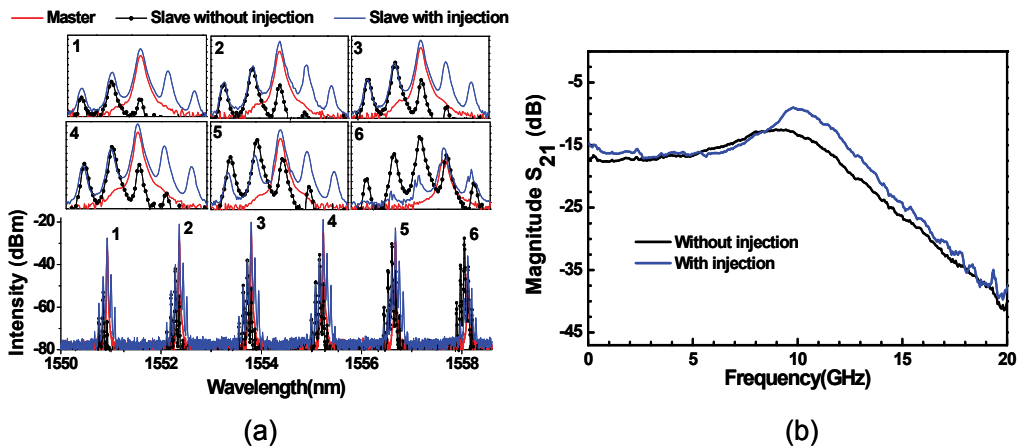 Master Slave without injection Slave with injection
1 2 3
4 5 6
-20
-40
-60
-80
Intensity (dBm)
1 2 3 4 5 6
1550 1552 1554 1556 1558
Wavelength(nm)
(a)
-5
-15
-25
-35
-45
Magnitude S21 (dB)
Without injection
With injection
0 5 10 15 20
Frequency(GHz)
(b)